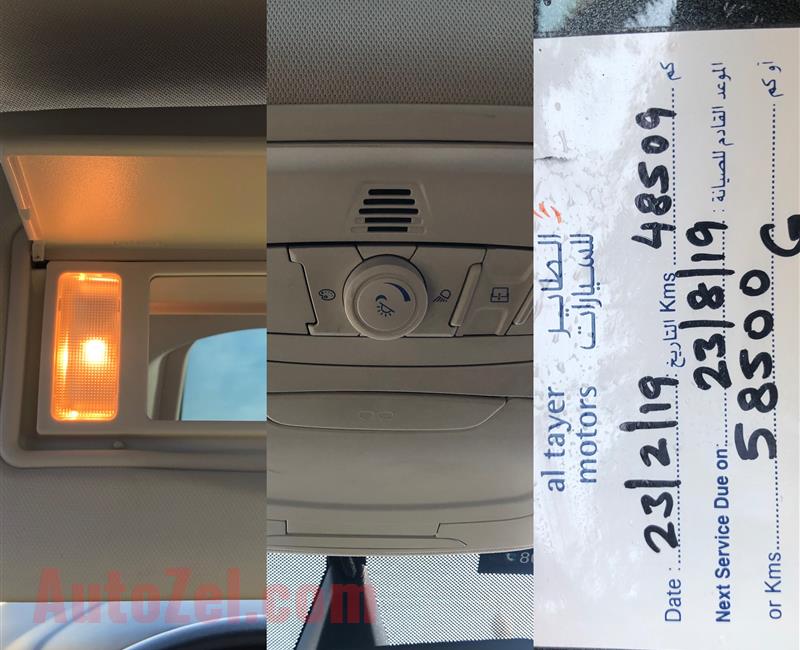 al tayer الطاير
motors للسيارات
Date : 23/2/19 التاريخ Kms 48509 كم
Next Service Due on: 23/8/19 : الموعد القادم للصيانة
or Kms. 58500 أو كم
AutoZel.com